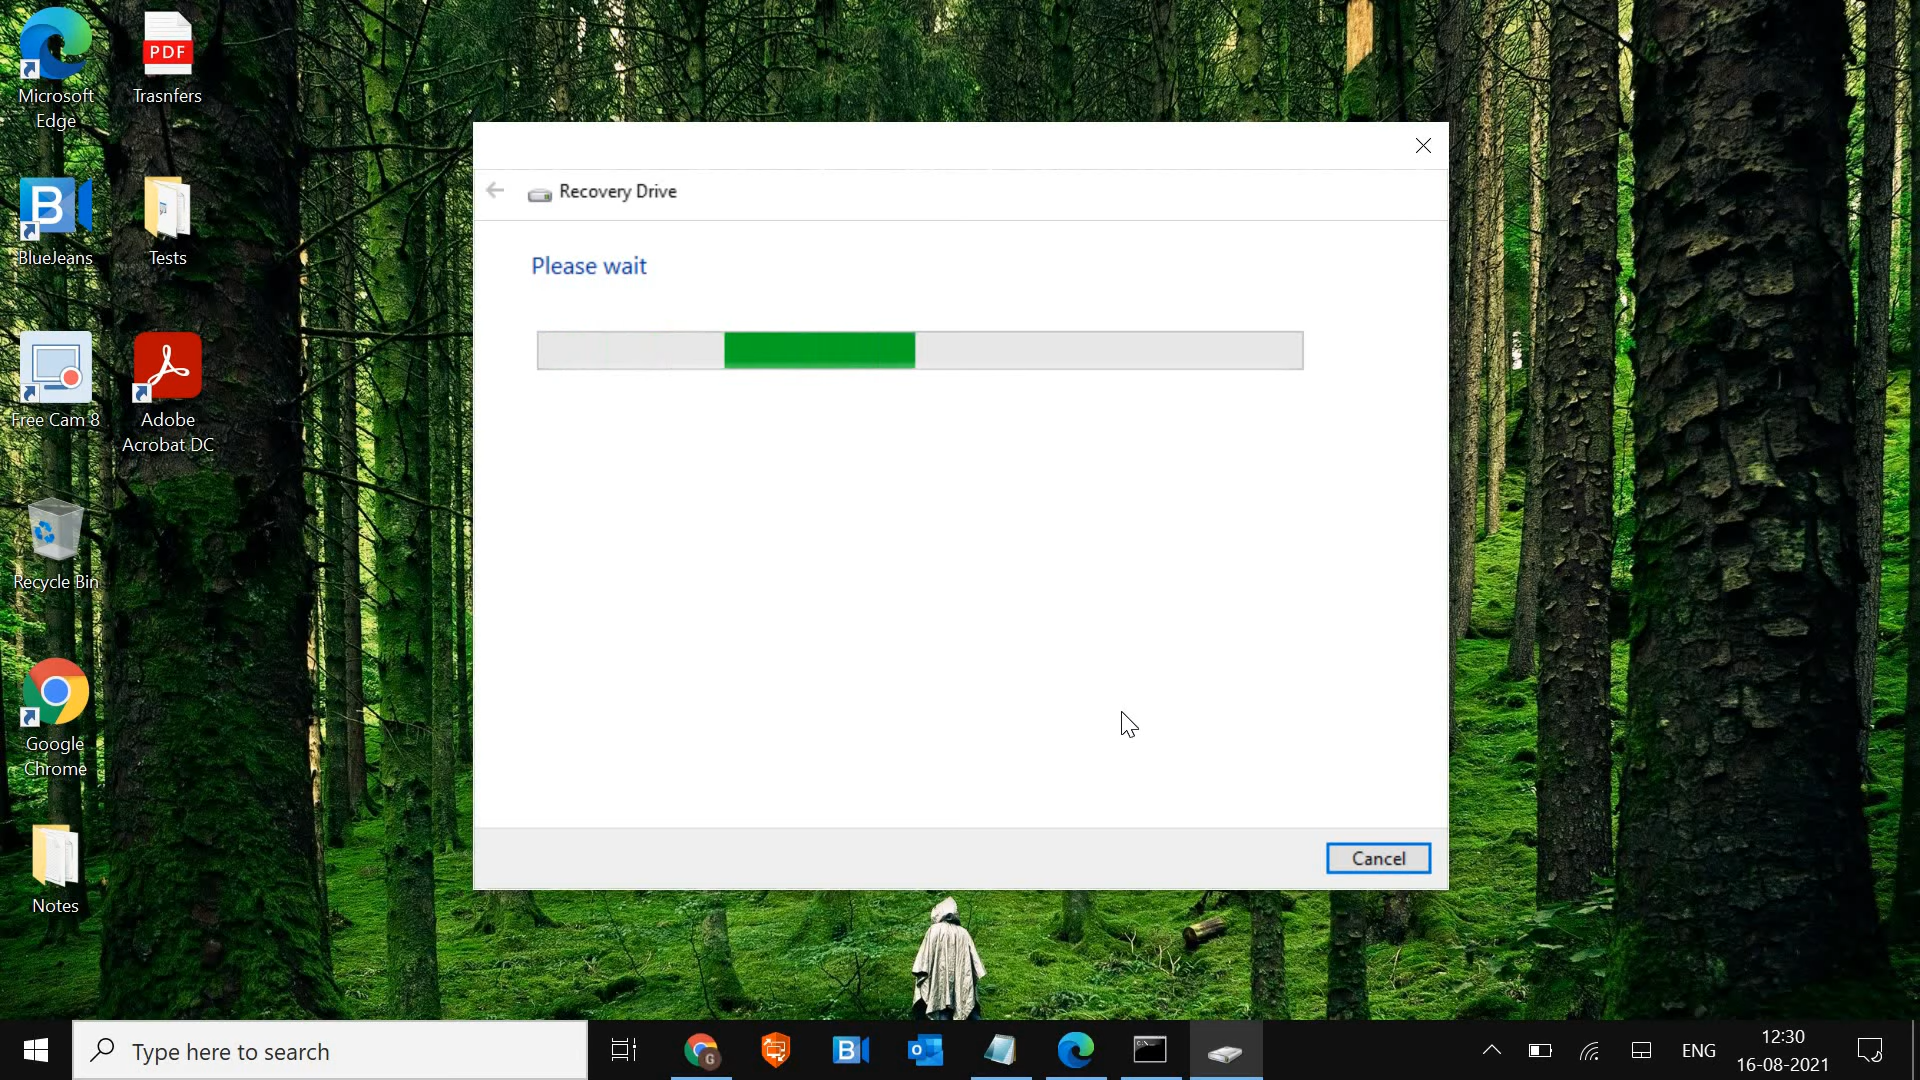 Microsoft
Edge
PDF
Trasnfers
B
BlueJeans
Tests
Free Cam 8
Adobe
Acrobat DC
Recycle Bin
Google
Chrome
Notes
Recovery Drive
Please wait
Cancel
Type here to search
G
B
o
C:\
ENG
12:30
16-08-2021